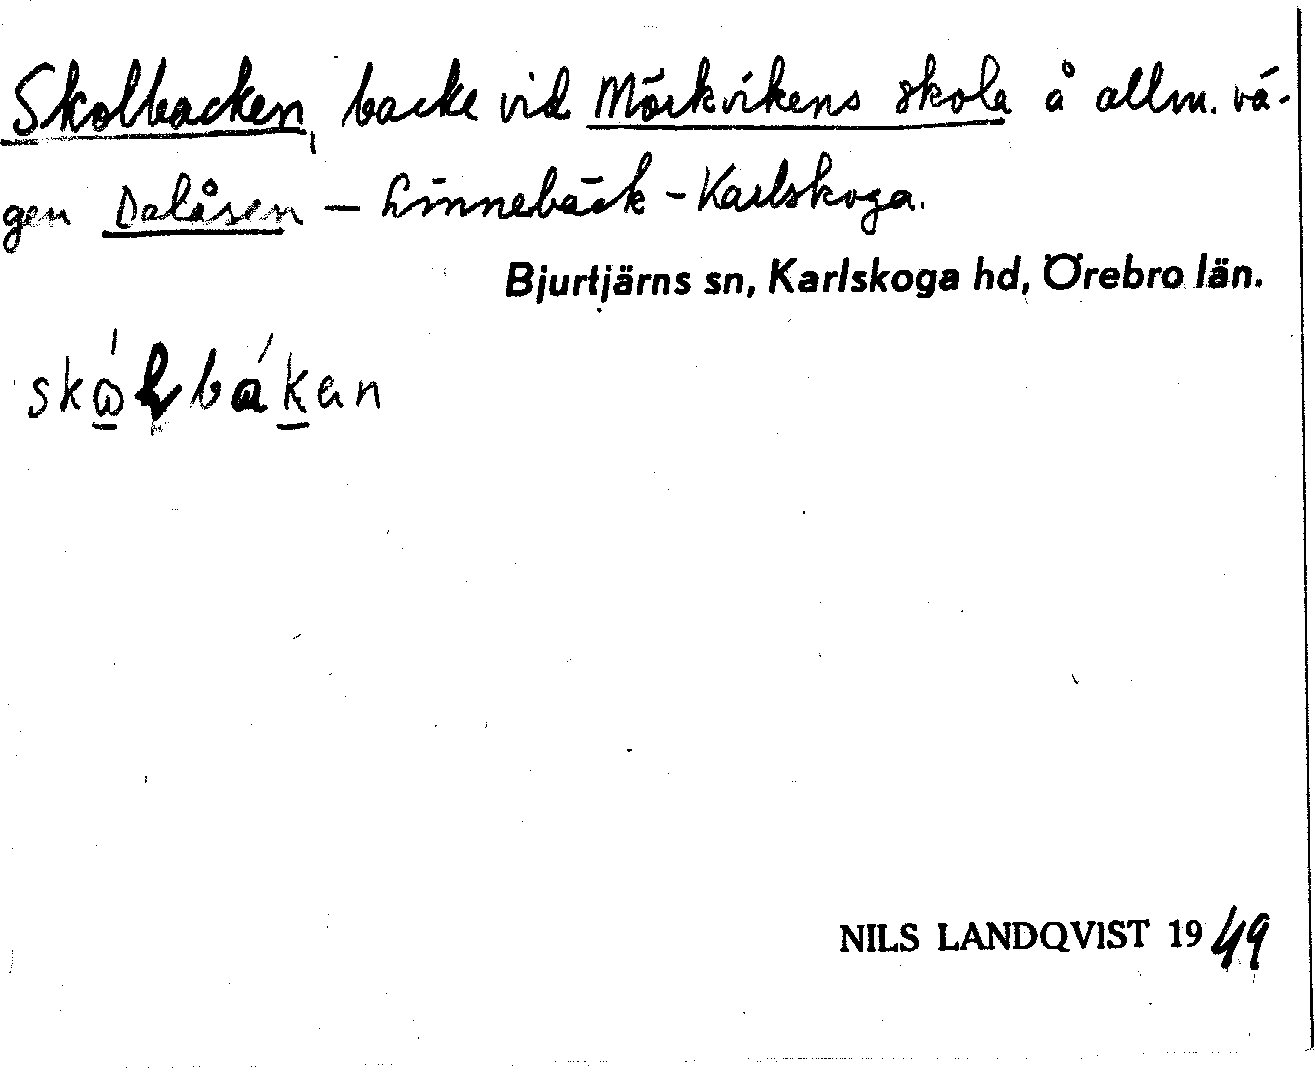 Skolbacken, backe vid Mörkvikens skola å allm. vä-
gen Dalåsen – Linnebäck - Karlskoga.
Bjurtjärns sn, Karlskoga hd, Örebro län.
NILS LANDQVIST 1949